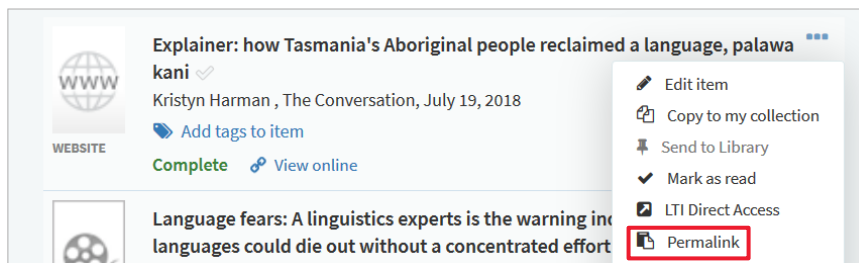 Explainer: how Tasmania's Aboriginal people reclaimed a language, palawa
kani
Kristyn Harman , The Conversation, July 19, 2018
Add tags to item
Complete View online
WWW
WEBSITE
Edit item
Copy to my collection
Send to Library
Mark as read
LTI Direct Access
Permalink
Language fears: A linguistics experts is the warning
languages could die out without a concentrated effort